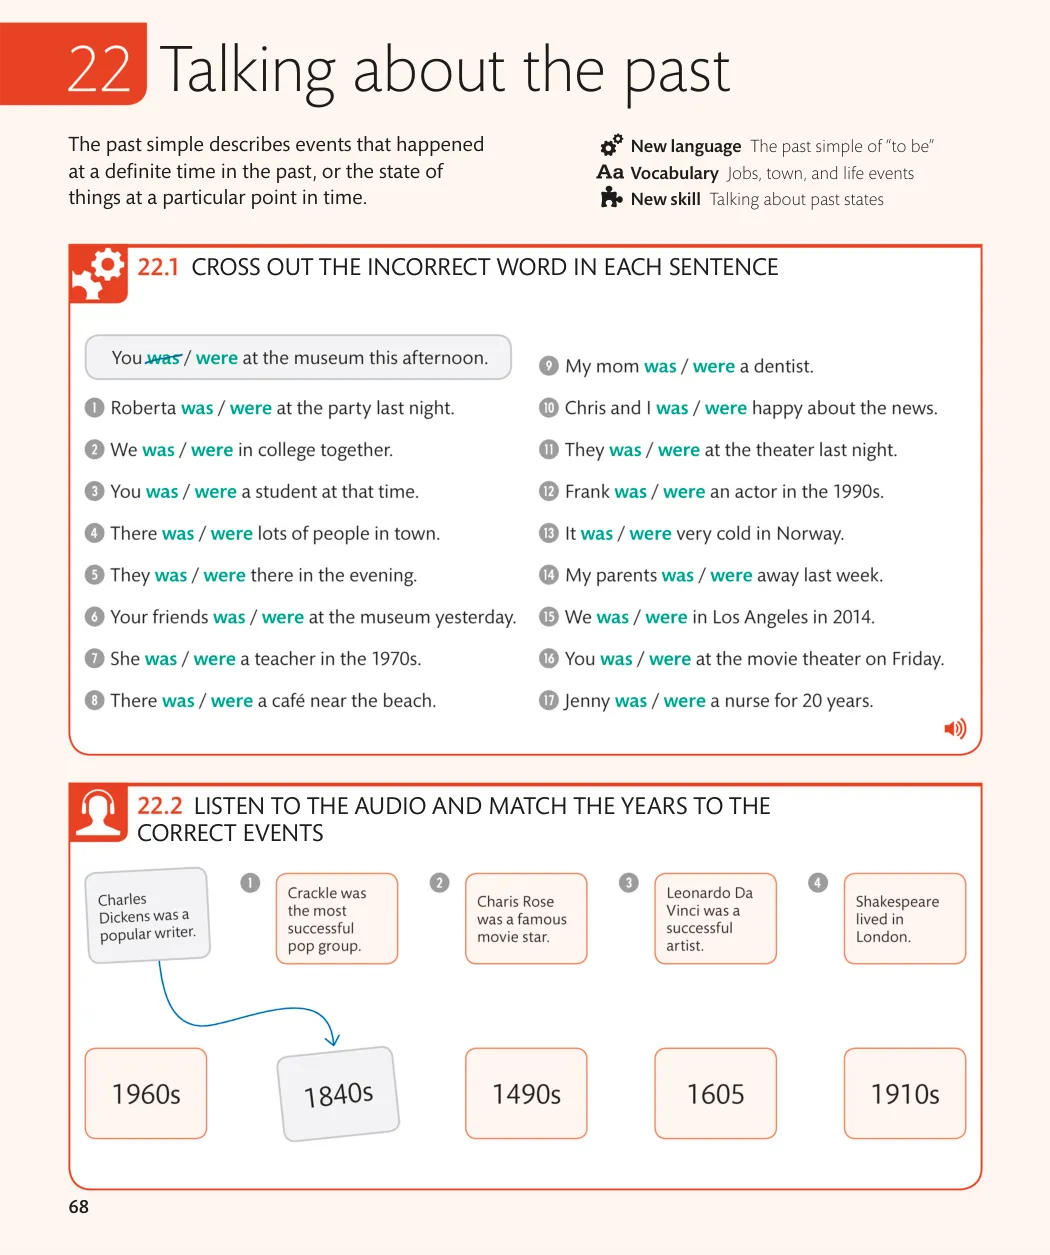 22 Talking about the past
The past simple describes events that happened
at a definite time in the past, or the state of
things at a particular point in time.
New language The past simple of “to be”
Aa Vocabulary Jobs, town, and life events
New skill Talking about past states
22.1 CROSS OUT THE INCORRECT WORD IN EACH SENTENCE
You was / were at the museum this afternoon.
1 Roberta was / were at the party last night.
2 We was / were in college together.
3 You was / were a student at that time.
4 There was / were lots of people in town.
5 They was / were there in the evening.
6 Your friends was / were at the museum yesterday.
7 She was / were a teacher in the 1970s.
8 There was / were a café near the beach.
9 My mom was / were a dentist.
10 Chris and I was / were happy about the news.
11 They was / were at the theater last night.
12 Frank was / were an actor in the 1990s.
13 It was / were very cold in Norway.
14 My parents was / were away last week.
15 We was / were in Los Angeles in 2014.
16 You was / were at the movie theater on Friday.
17 Jenny was / were a nurse for 20 years.
22.2 LISTEN TO THE AUDIO AND MATCH THE YEARS TO THE
CORRECT EVENTS
Charles
Dickens was a
popular writer.
1
Crackle was
the most
successful
pop group.
2
Charis Rose
was a famous
movie star.
3
Leonardo Da
Vinci was a
successful
artist.
4
Shakespeare
lived in
London.
1960s
1840s
1490s
1605
1910s
68